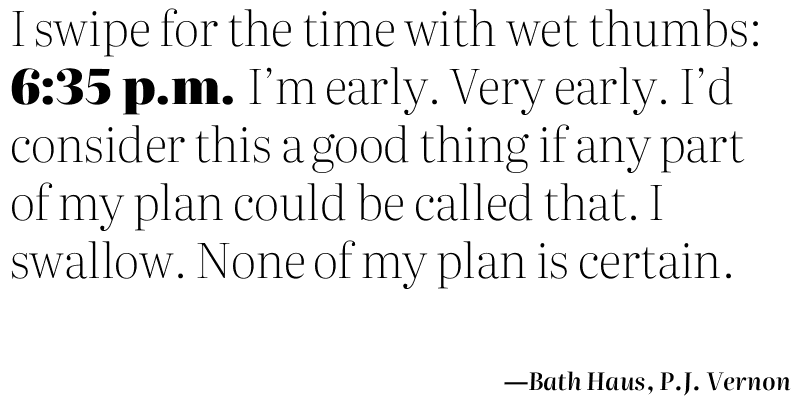 I swipe for the time with wet thumbs:
6:35 p.m. I’m early. Very early. I’d
consider this a good thing if any part
of my plan could be called that. I
swallow. None of my plan is certain.
—Bath Haus, P.J. Vernon